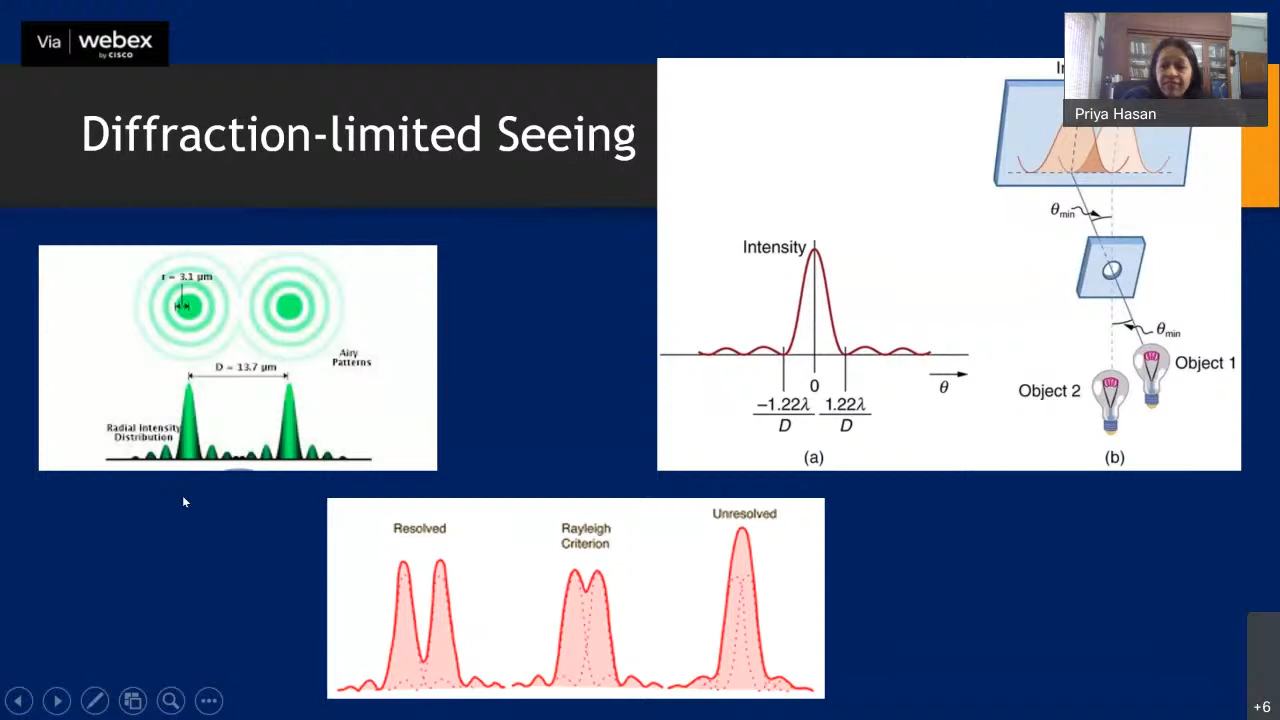 Via webex
by CISCO
Priya Hasan
Diffraction-limited Seeing
r = 3.1 µm
Airy
Patterns
D = 13.7 µm
Radial Intensity
Distribution
Intensity
0
θ
−1.22λ
D
1.22λ
D
(a)
θmin
θmin
Object 1
Object 2
(b)
Resolved
Rayleigh
Criterion
Unresolved
+6